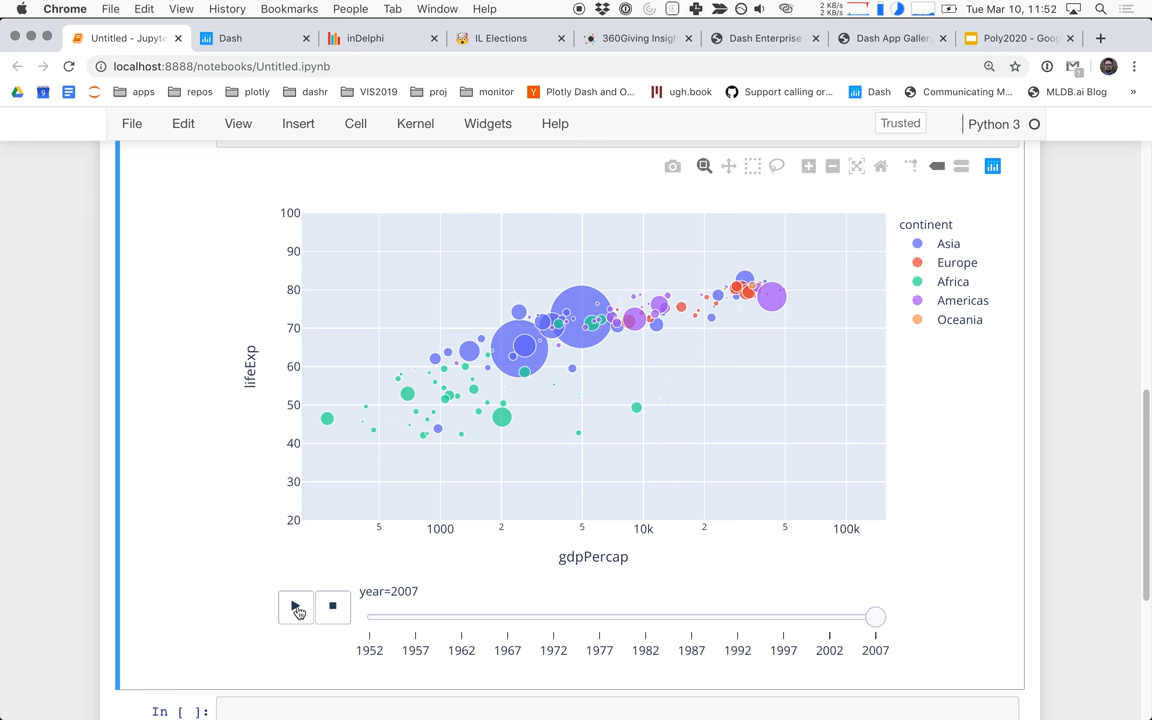 Chrome File Edit View History Bookmarks People Tab Window Help 2 KB/s 2 KB/s Tue Mar 10, 11:52
Untitled - Jupyte Dash inDelphi IL Elections 360Giving Insigh Dash Enterprise Dash App Galler Poly2020 - Goog
localhost:8888/notebooks/Untitled.ipynb
apps repos plotly dashr VIS2019 proj monitor Plotly Dash and O... ugh.book Support calling or... Dash Communicating M... MLDB.ai Blog »
File Edit View Insert Cell Kernel Widgets Help Trusted Python 3
100
90
80
70
60
50
40
30
20
lifeExp
continent
Asia
Europe
Africa
Americas
Oceania
5 1000 2 5 10k 2 5 100k
gdpPercap
year=2007
1952 1957 1962 1967 1972 1977 1982 1987 1992 1997 2002 2007
In [ ]: